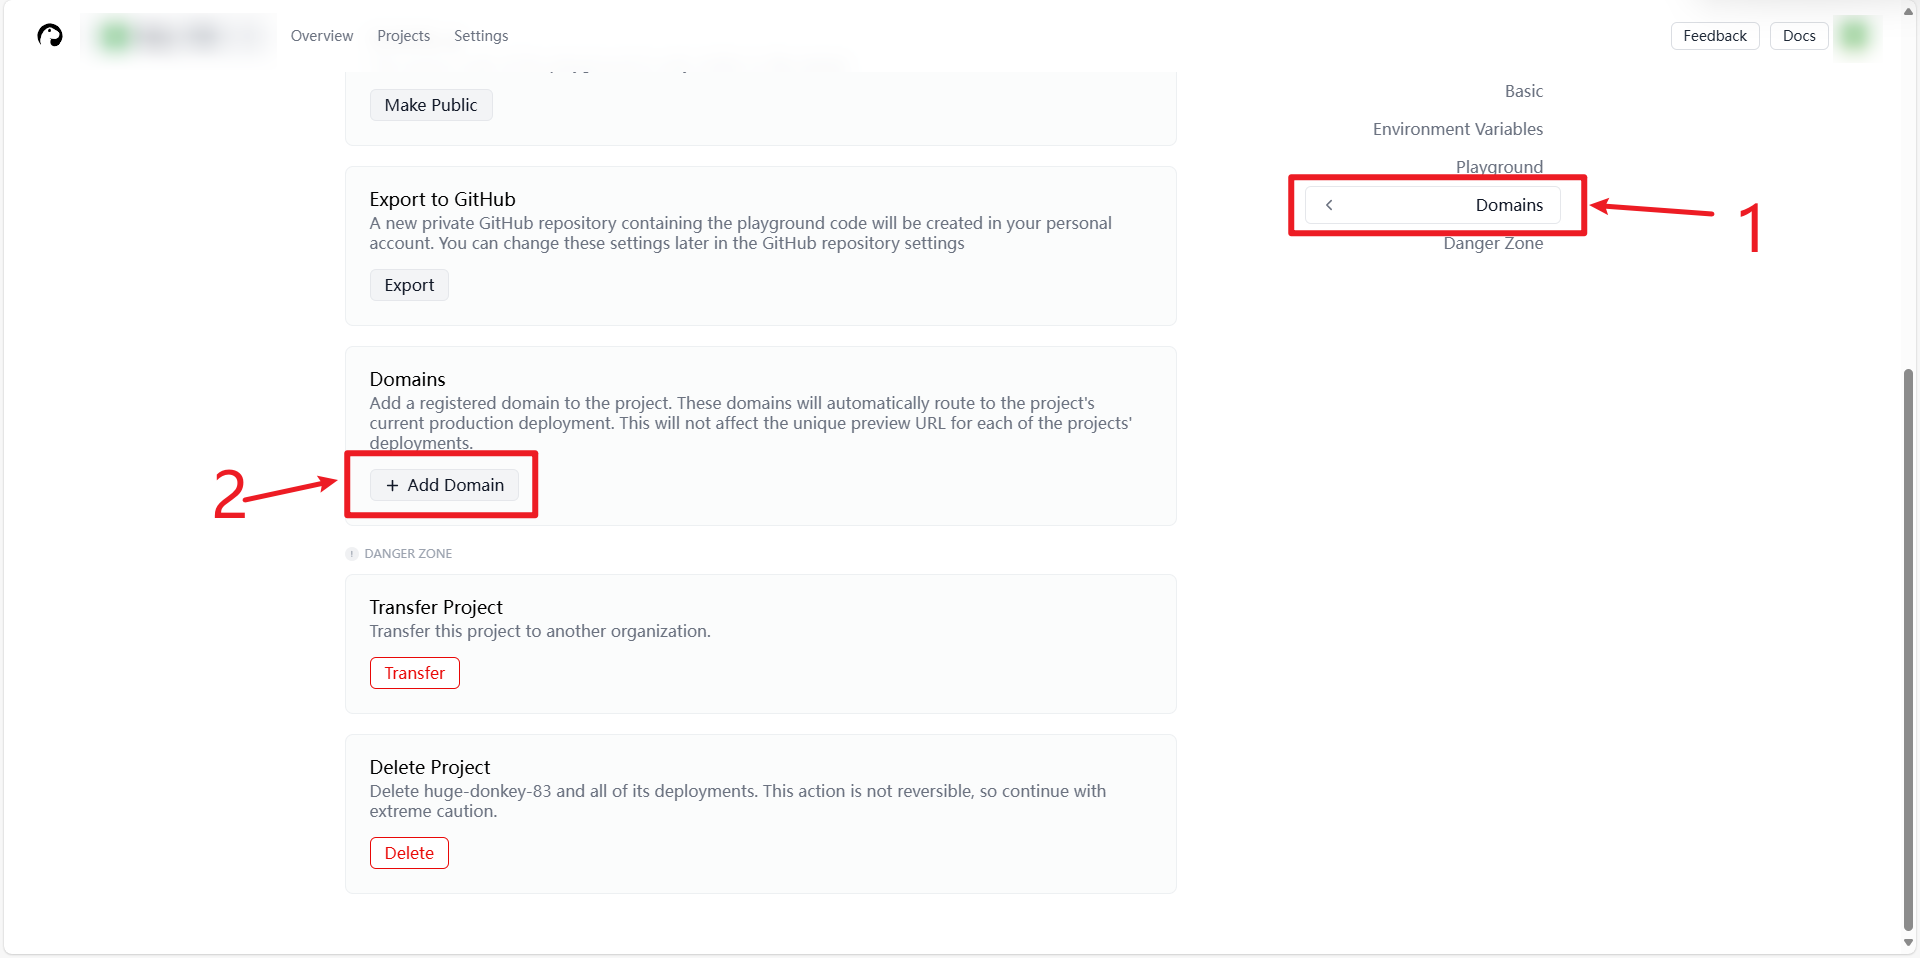 Overview Projects Settings
Feedback Docs
Make Public
Export to GitHub
A new private GitHub repository containing the playground code will be created in your personal
account. You can change these settings later in the GitHub repository settings
Export
Domains
Add a registered domain to the project. These domains will automatically route to the project's
current production deployment. This will not affect the unique preview URL for each of the projects'
deployments.
2
+ Add Domain
! DANGER ZONE
Transfer Project
Transfer this project to another organization.
Transfer
Delete Project
Delete huge-donkey-83 and all of its deployments. This action is not reversible, so continue with
extreme caution.
Delete
Basic
Environment Variables
Playground
Domains
1
Danger Zone